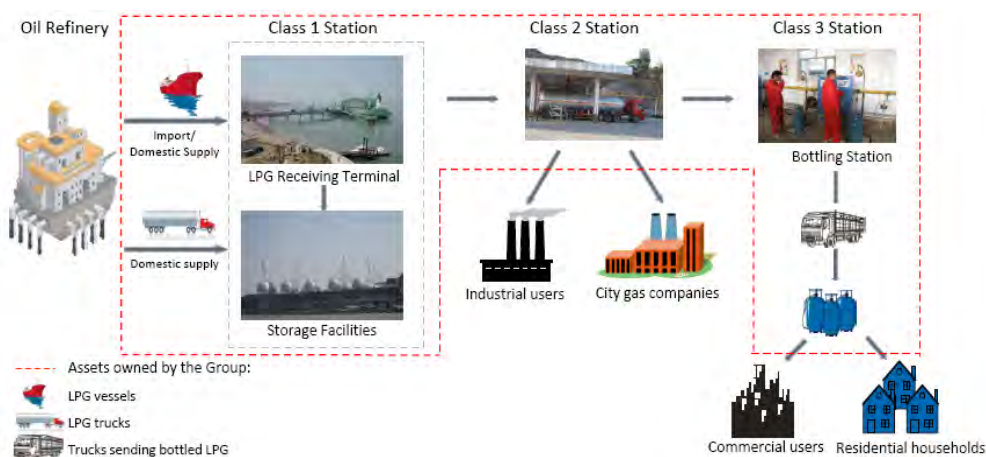 Oil Refinery
Class 1 Station
Class 2 Station
Class 3 Station
Import/
Domestic Supply
LPG Receiving Terminal
Bottling Station
Domestic supply
Storage Facilities
Industrial users
City gas companies
Assets owned by the Group:
LPG vessels
LPG trucks
Trucks sending bottled LPG
Commercial users
Residential households